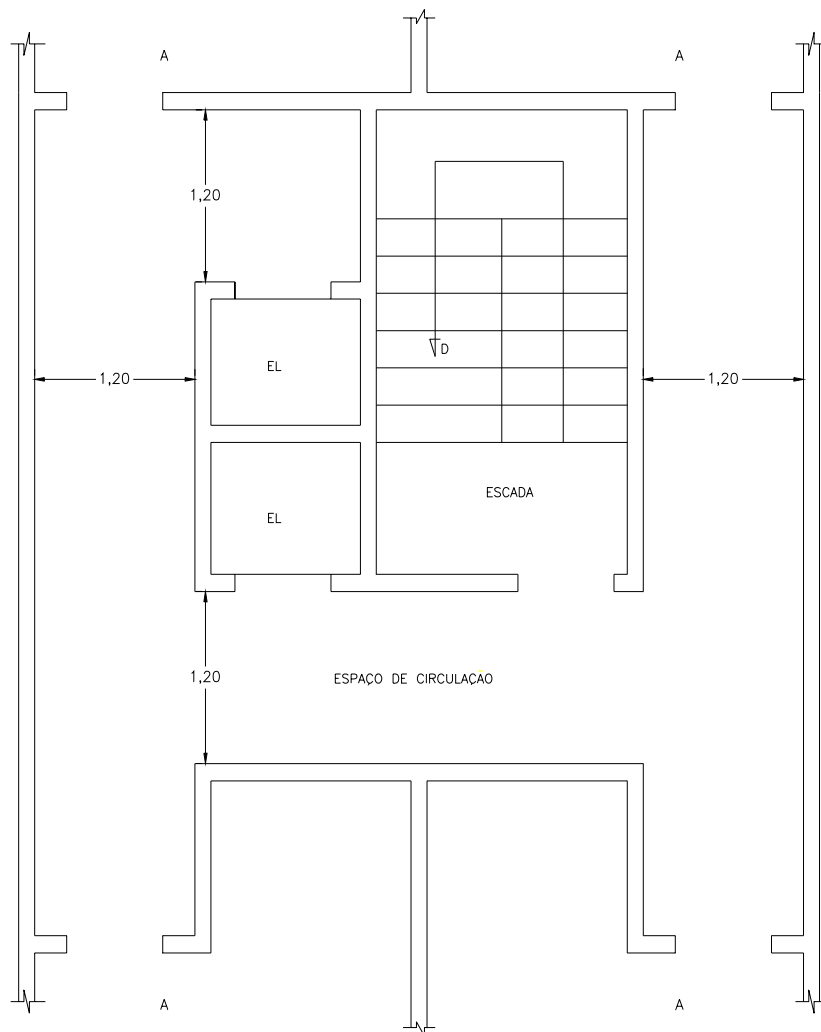 A A
1,20
EL
D
1,20 1,20
ESCADA
EL
1,20
ESPAÇO DE CIRCULAÇÃO
A A